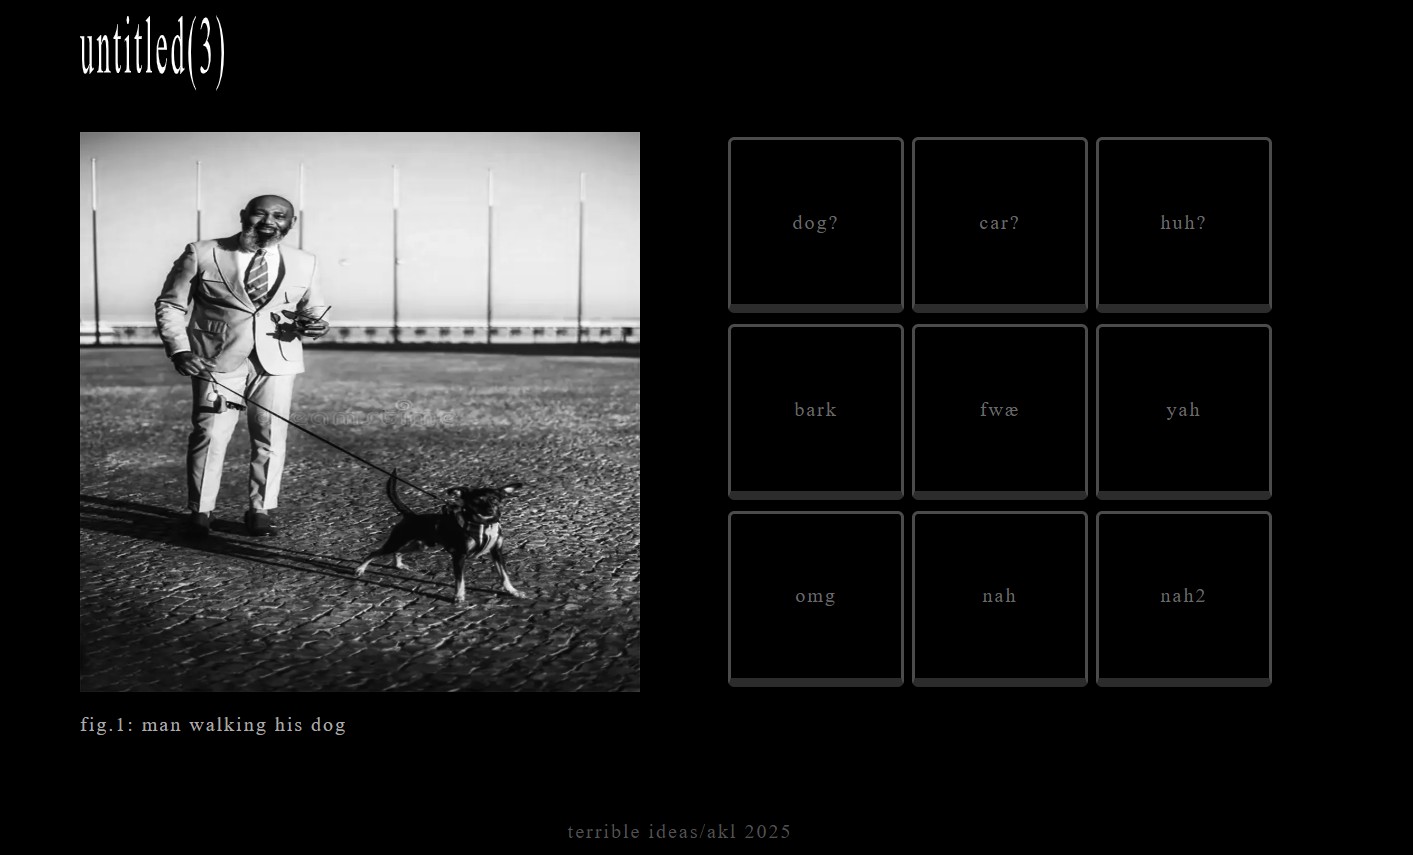 untitled(3)
dog?
car?
huh?
bark
fwæ
yah
omg
nah
nah2
fig.1: man walking his dog
terrible ideas/akl 2025